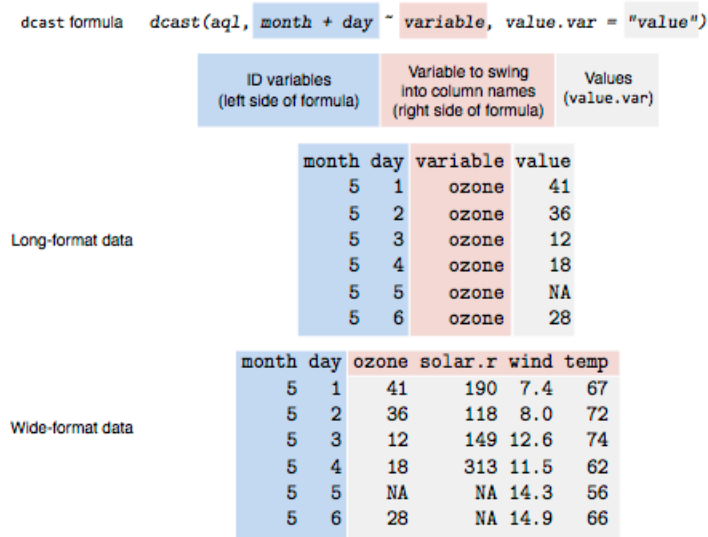 dcast formula dcast(aql, month + day ~ variable, value.var = "value")
ID variables
(left side of formula)
Variable to swing
into column names
(right side of formula)
Values
(value.var)
month day variable value
5 1 ozone 41
5 2 ozone 36
Long-format data
5 3 ozone 12
5 4 ozone 18
5 5 ozone NA
5 6 ozone 28
month day ozone solar.r wind temp
5 1 41 190 7.4 67
5 2 36 118 8.0 72
Wide-format data
5 3 12 149 12.6 74
5 4 18 313 11.5 62
5 5 NA NA 14.3 56
5 6 28 NA 14.9 66